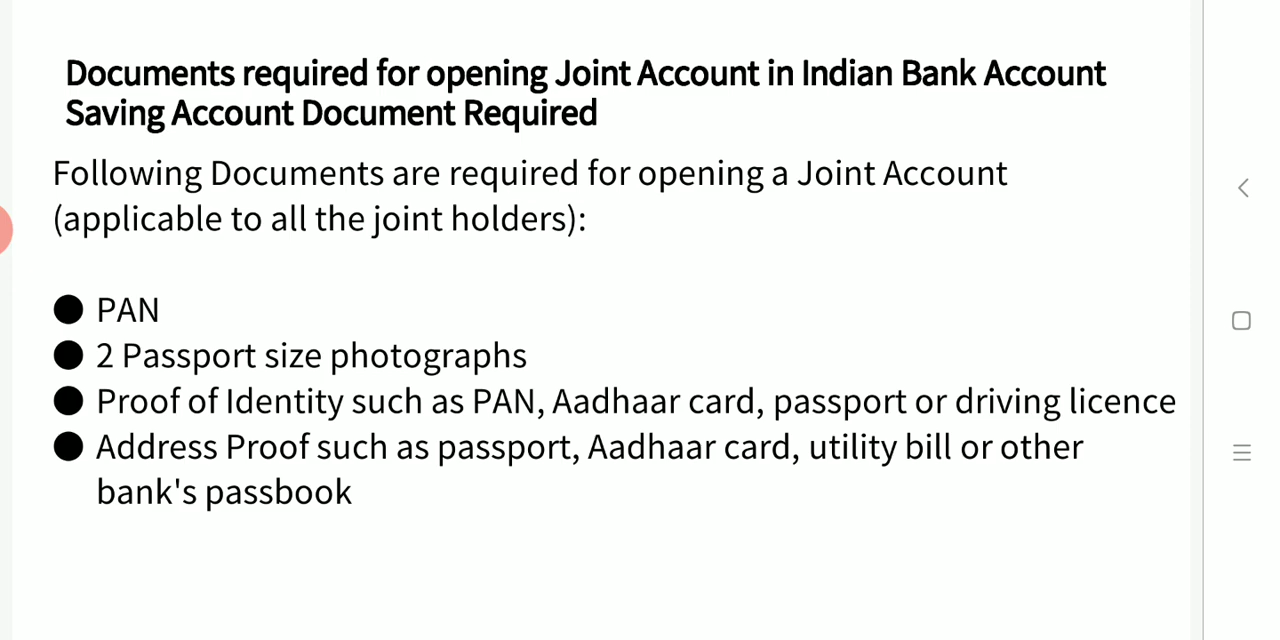 Documents required for opening Joint Account in Indian Bank Account
Saving Account Document Required
Following Documents are required for opening a Joint Account
(applicable to all the joint holders):
● PAN
● 2 Passport size photographs
● Proof of Identity such as PAN, Aadhaar card, passport or driving licence
● Address Proof such as passport, Aadhaar card, utility bill or other
bank's passbook